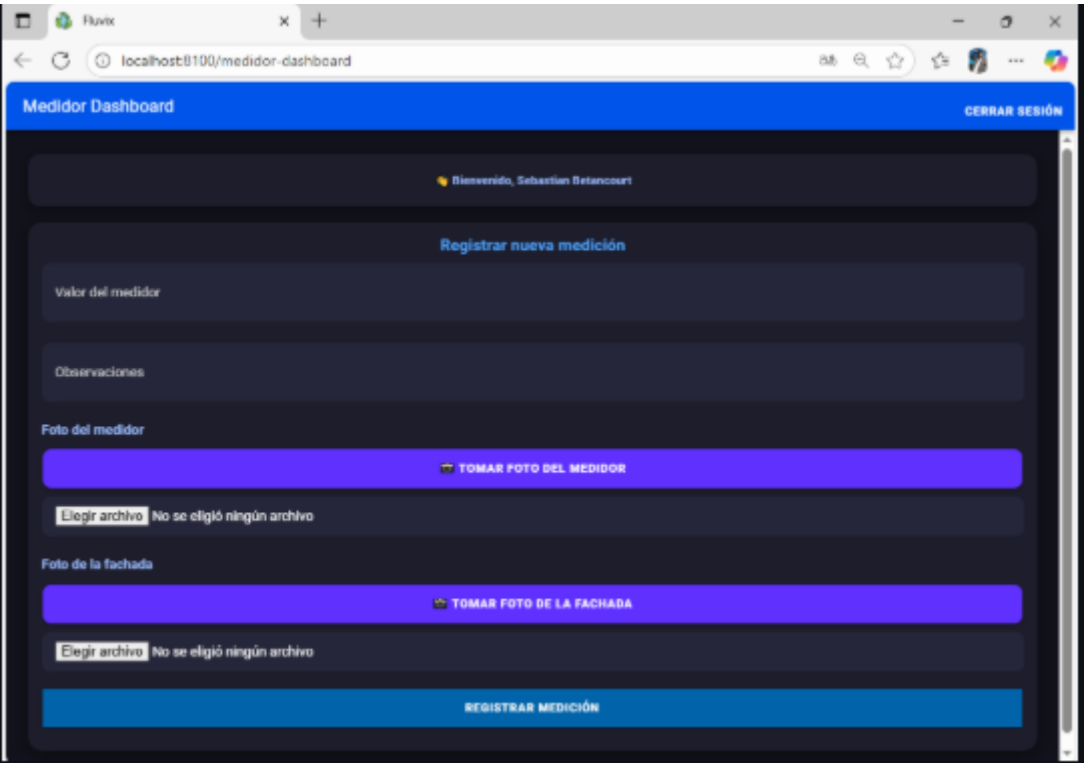 Fluvix
localhost:8100/medidor-dashboard
Medidor Dashboard
CERRAR SESIÓN
Bienvenido, Sebastian Betancourt
Registrar nueva medición
Valor del medidor
Observaciones
Foto del medidor
TOMAR FOTO DEL MEDIDOR
Elegir archivo No se eligió ningún archivo
Foto de la fachada
TOMAR FOTO DE LA FACHADA
Elegir archivo No se eligió ningún archivo
REGISTRAR MEDICIÓN